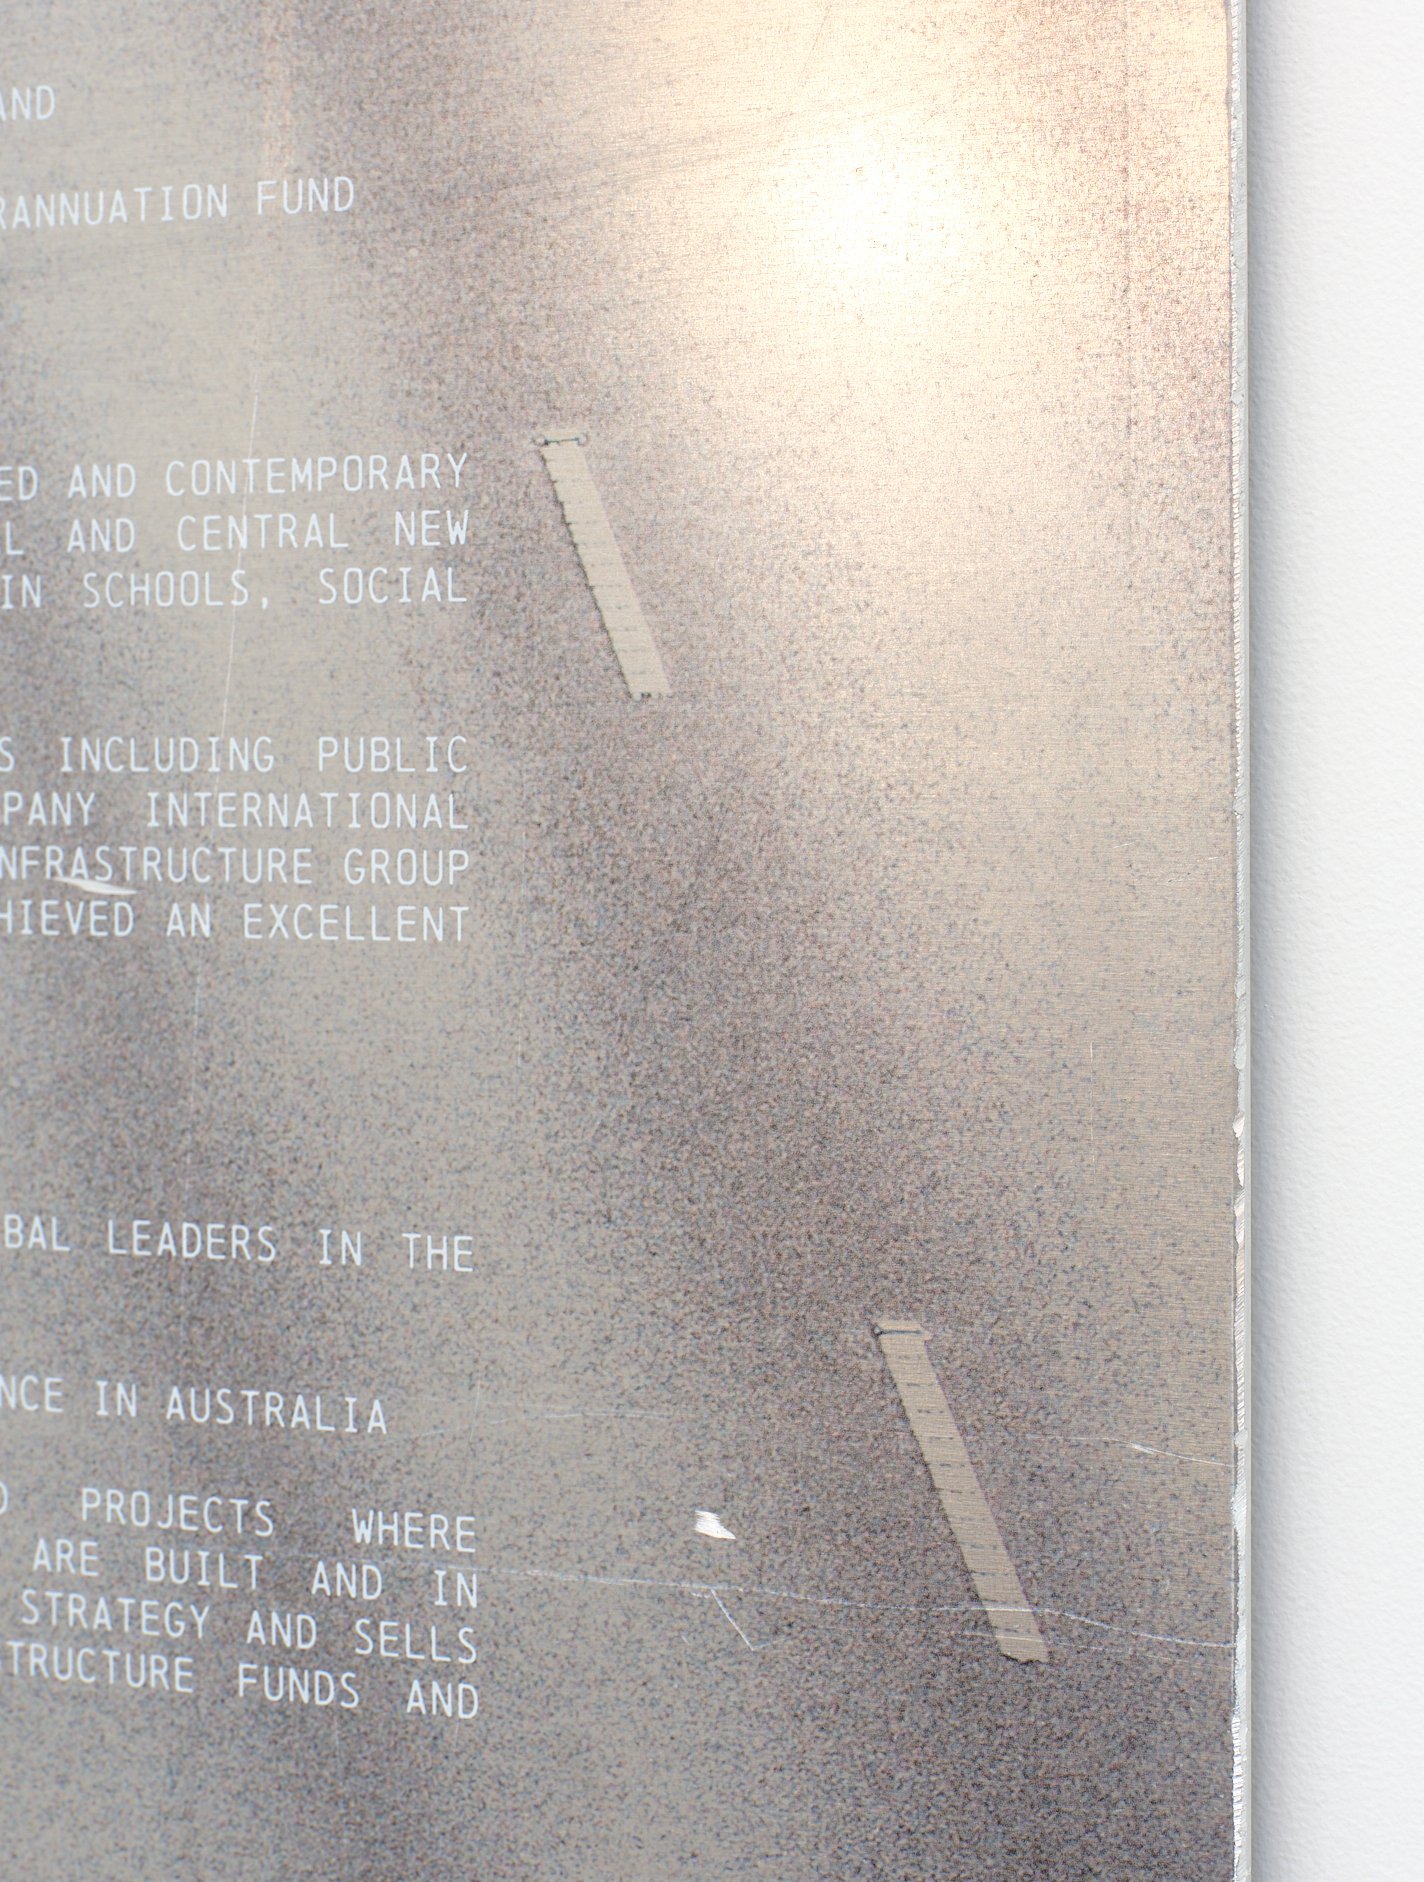 AND
RANNUATION FUND
ED AND CONTEMPORARY
L AND CENTRAL NEW
IN SCHOOLS, SOCIAL
S INCLUDING PUBLIC
PANY INTERNATIONAL
NFRASTRUCTURE GROUP
HIEVED AN EXCELLENT
BAL LEADERS IN THE
NCE IN AUSTRALIA
PROJECTS WHERE
ARE BUILT AND IN
STRATEGY AND SELLS
TRUCTURE FUNDS AND